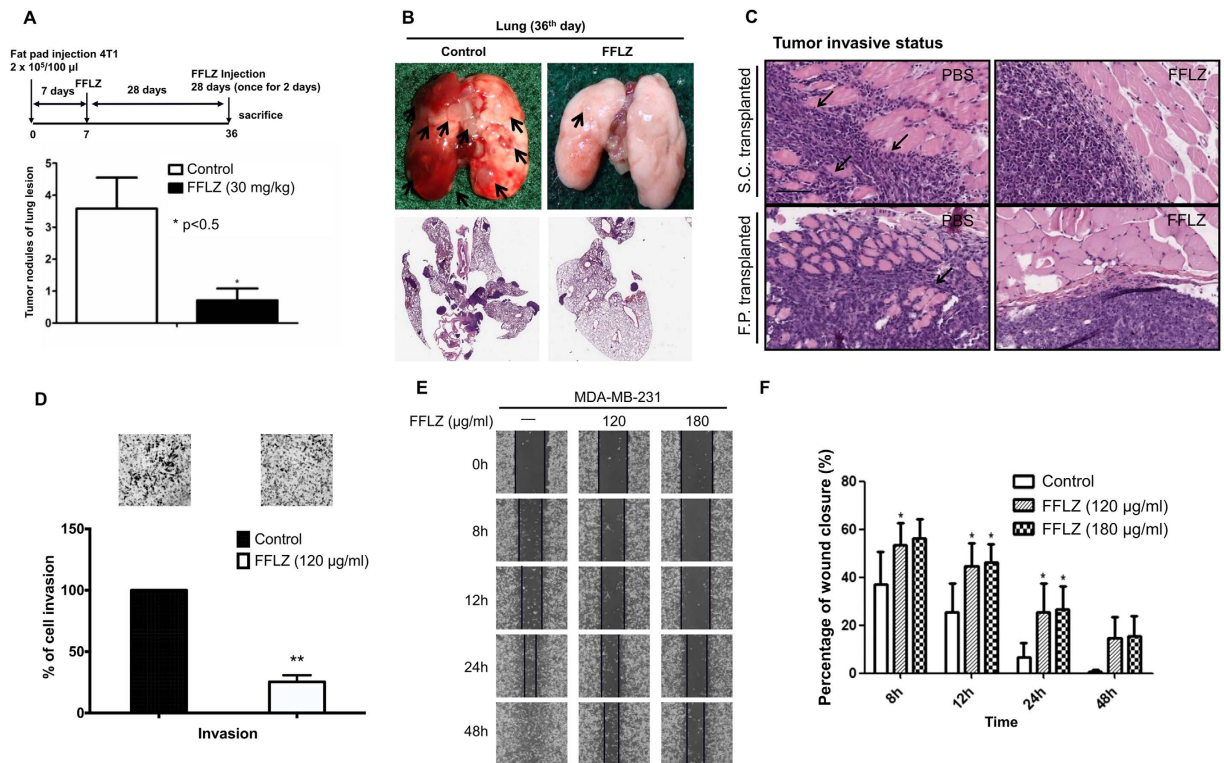 A
Fat pad injection 4T1
2 x 10⁵/100 µl
FFLZ
FFLZ Injection
28 days (once for 2 days)
7 days
28 days
sacrifice
0
7
36
Tumor nodules of lung lesion
5
4
3
2
1
0
Control
FFLZ (30 mg/kg)
* p<0.5
*
B
Lung (36th day)
Control
FFLZ
C
Tumor invasive status
S.C. transplanted
PBS
FFLZ
F.P. transplanted
PBS
FFLZ
D
% of cell invasion
150
100
50
0
Control
FFLZ (120 µg/ml)
**
Invasion
E
MDA-MB-231
FFLZ (µg/ml)
—
120
180
0h
8h
12h
24h
48h
F
Percentage of wound closure (%)
80
60
40
20
0
Control
FFLZ (120 µg/ml)
FFLZ (180 µg/ml)
*
* *
* *
8h
12h
24h
48h
Time